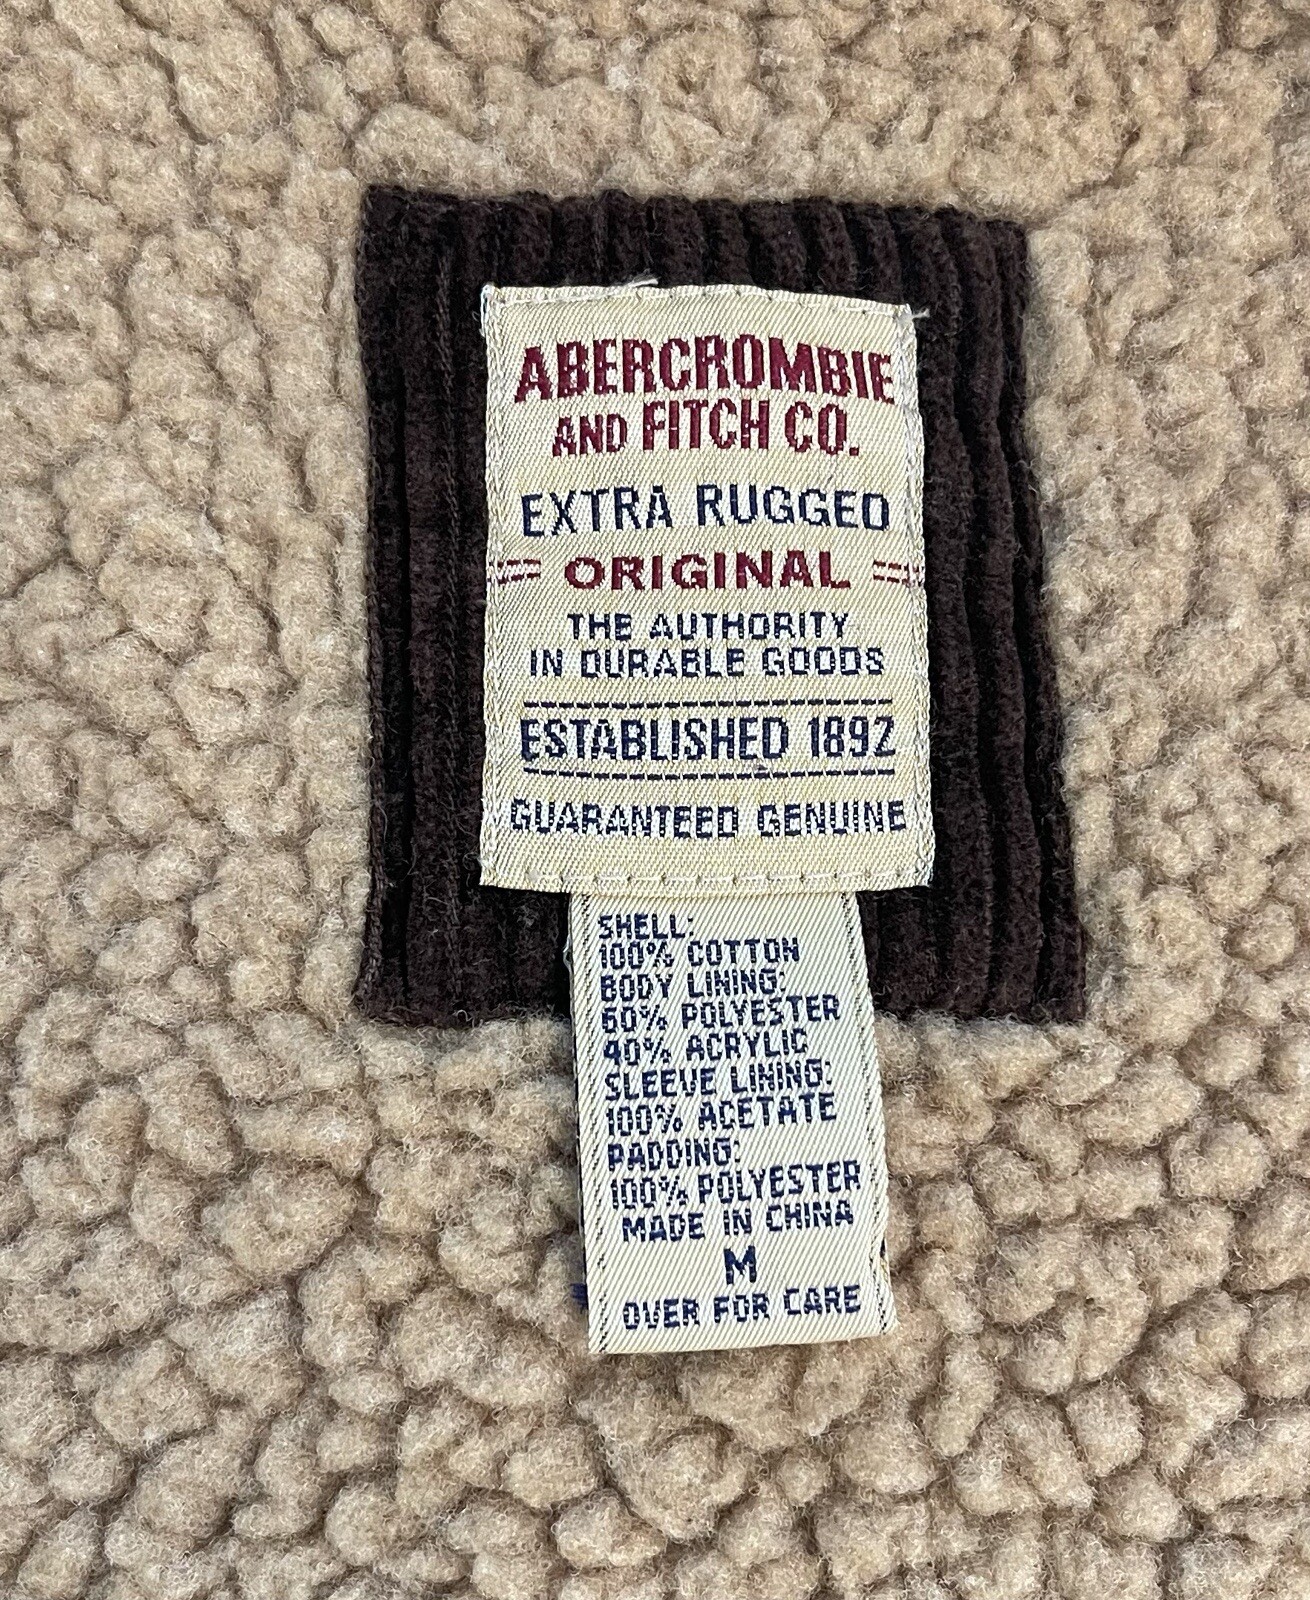 ABERCROMBIE
AND FITCH CO.
EXTRA RUGGED
ORIGINAL
THE AUTHORITY
IN DURABLE GOODS
ESTABLISHED 1892
GUARANTEED GENUINE
SHELL:
100% COTTON
BODY LINING:
60% POLYESTER
40% ACRYLIC
SLEEVE LINING:
100% ACETATE
PADDING:
100% POLYESTER
MADE IN CHINA
M
OVER FOR CARE